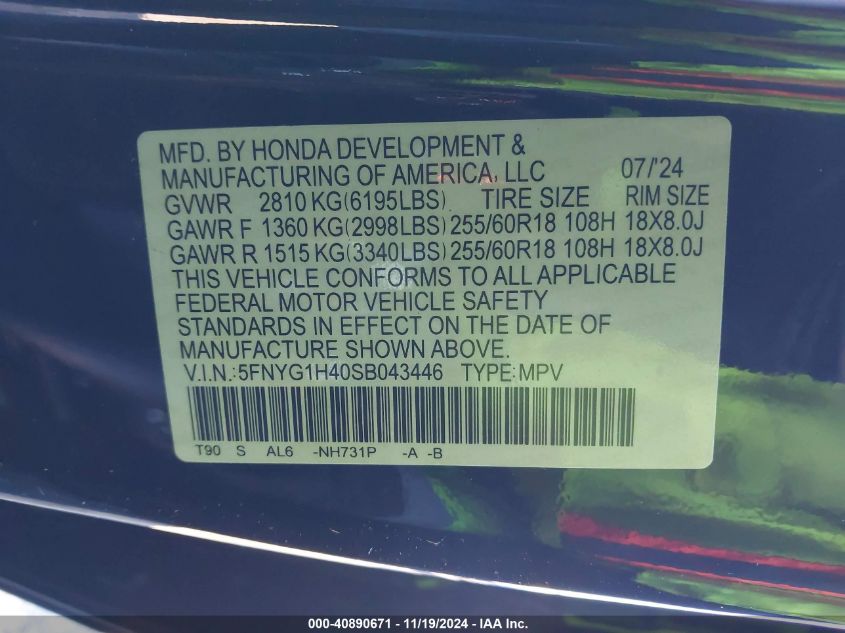 MFD. BY HONDA DEVELOPMENT &
MANUFACTURING OF AMERICA, LLC 07/'24
GVWR 2810 KG(6195LBS) TIRE SIZE RIM SIZE
GAWR F 1360 KG(2998LBS) 255/60R18 108H 18X8.0J
GAWR R 1515 KG(3340LBS) 255/60R18 108H 18X8.0J
THIS VEHICLE CONFORMS TO ALL APPLICABLE
FEDERAL MOTOR VEHICLE SAFETY
STANDARDS IN EFFECT ON THE DATE OF
MANUFACTURE SHOWN ABOVE.
V.I.N.:5FNYG1H40SB043446 TYPE:MPV
T90 S AL6 -NH731P -A -B
000-40890671 - 11/19/2024 - IAA Inc.